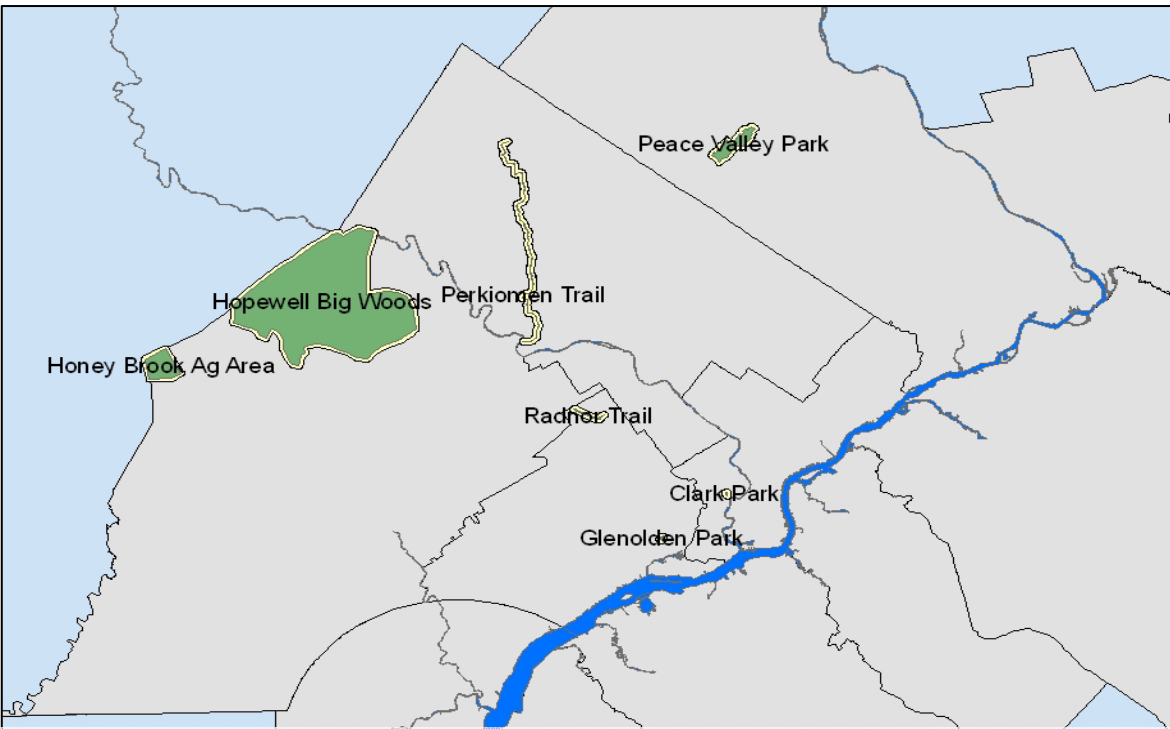 Peace Valley Park
Perkiomen Trail
Hopewell Big Woods
Honey Brook Ag Area
Radnor Trail
Clark Park
Glenolden Park